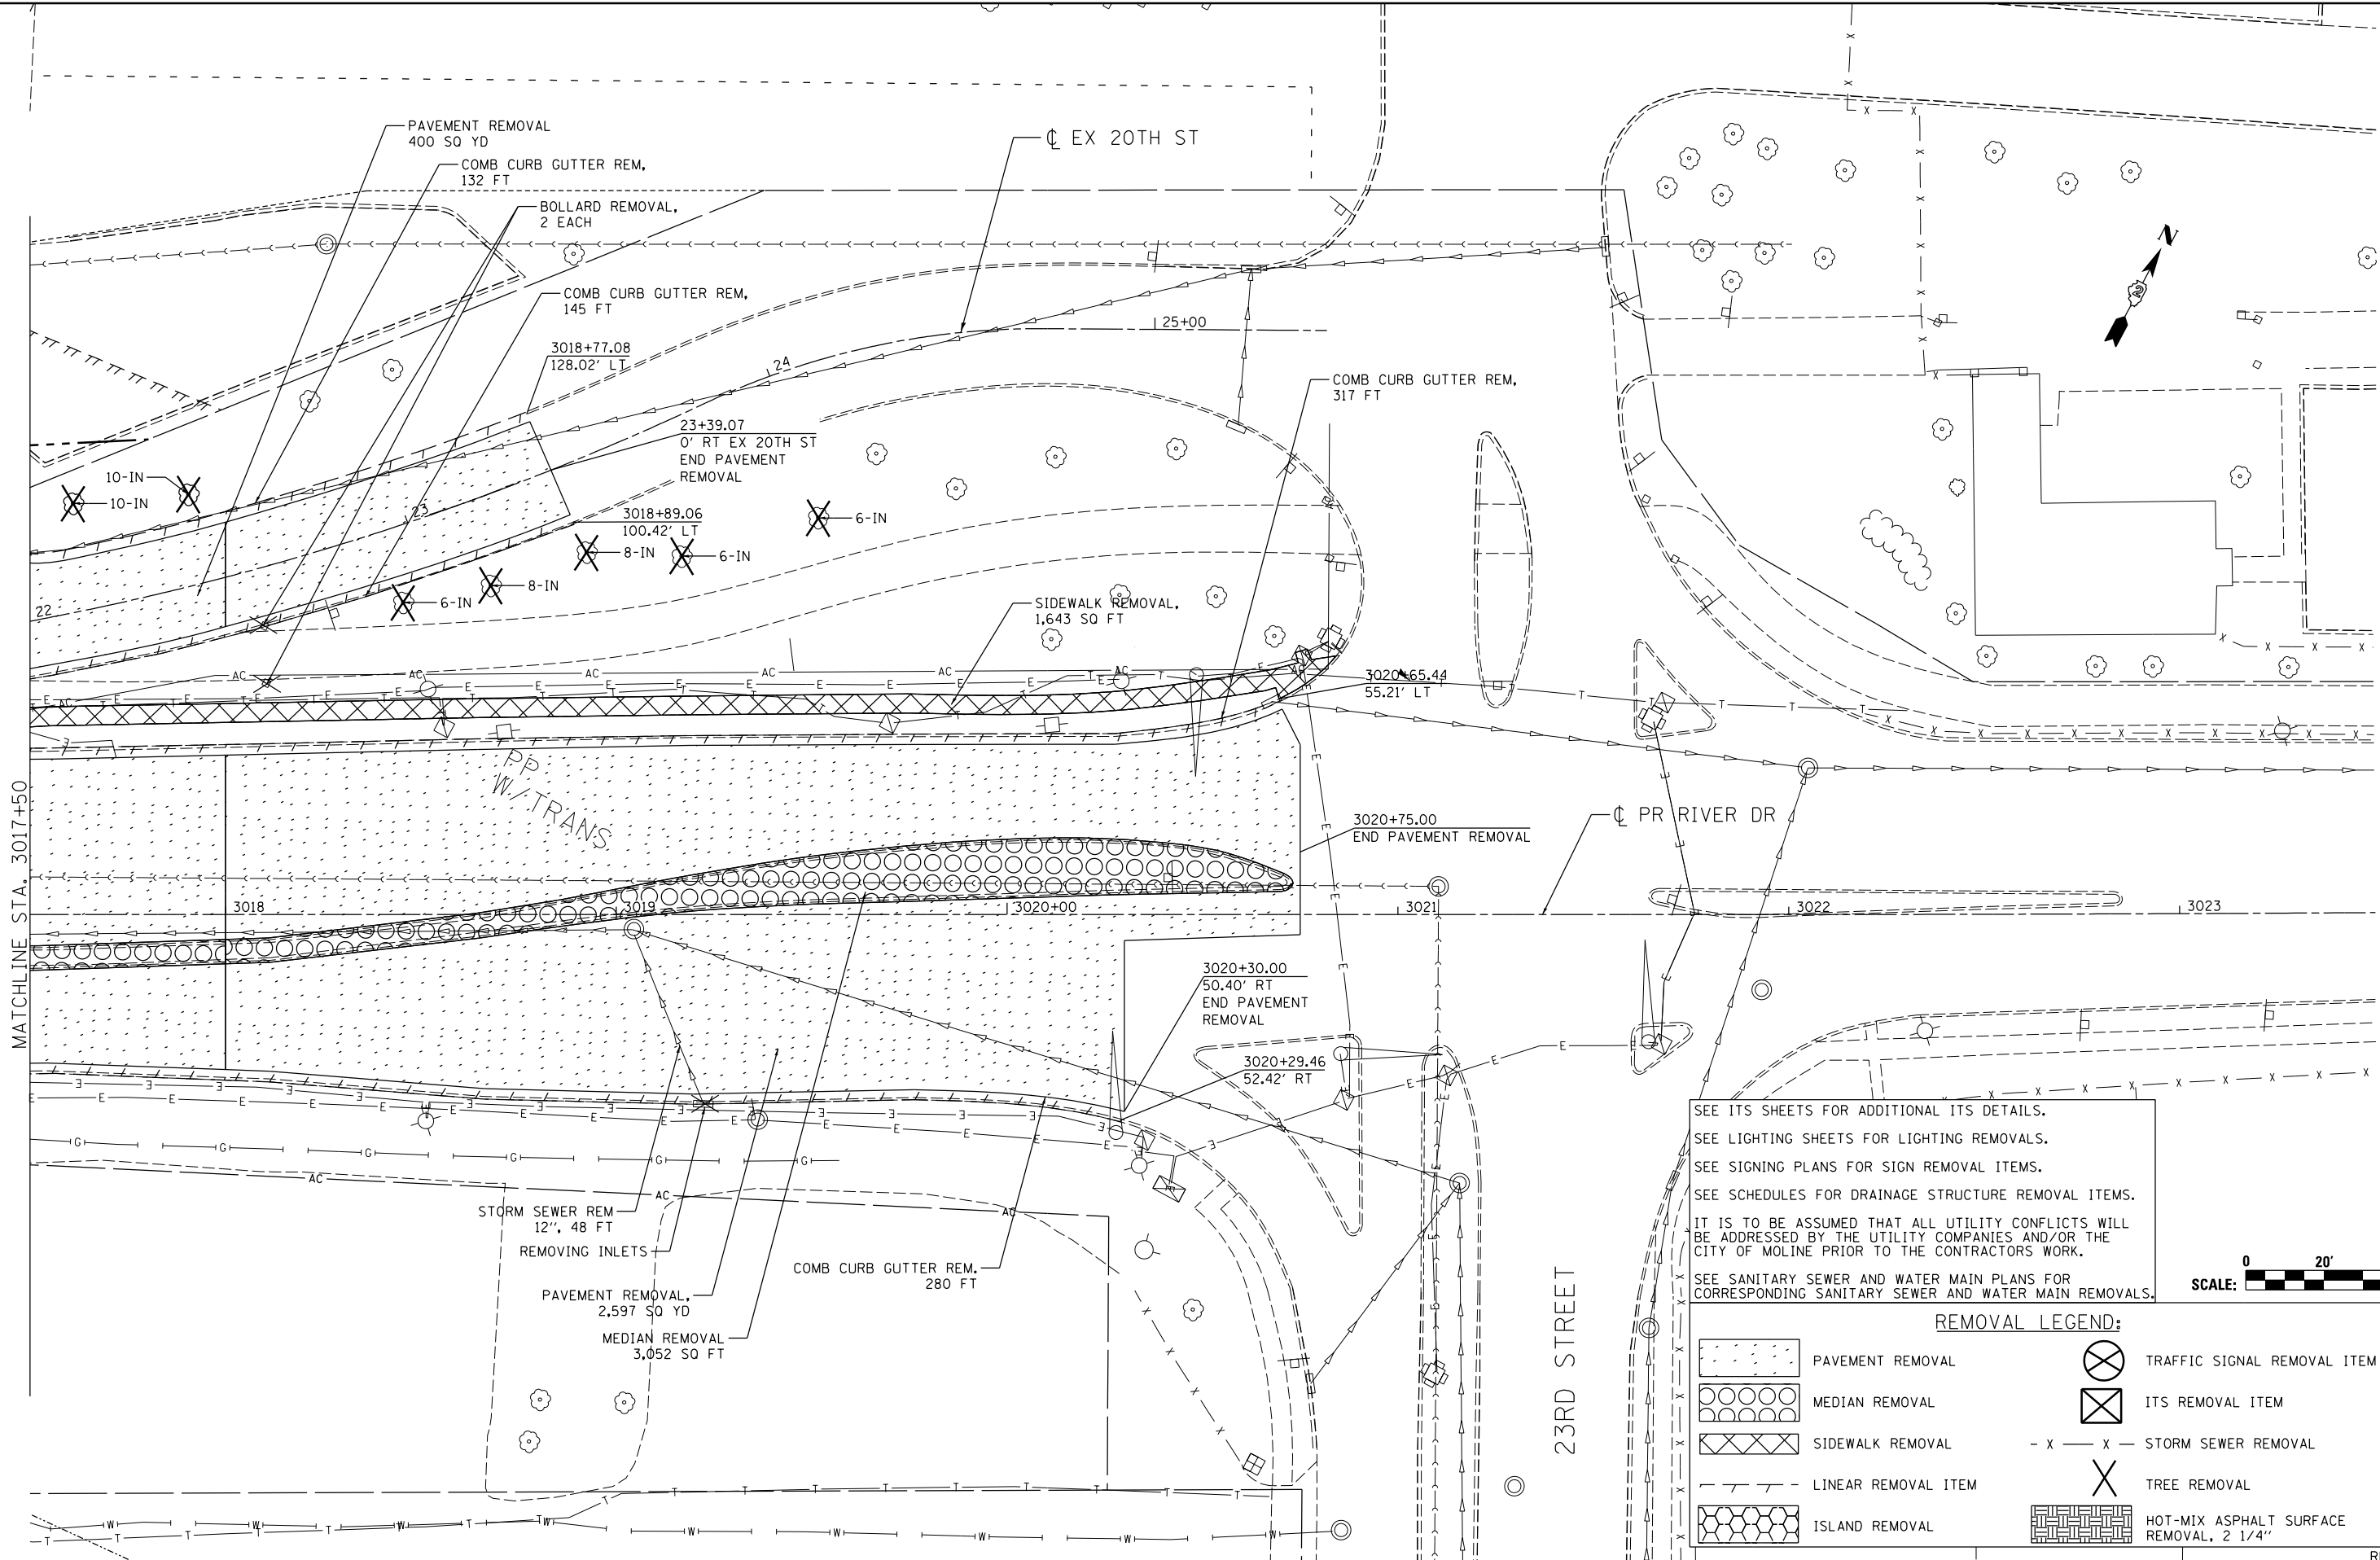 PAVEMENT REMOVAL
400 SQ YD
COMB CURB GUTTER REM,
132 FT
BOLLARD REMOVAL,
2 EACH
COMB CURB GUTTER REM,
145 FT
3018+77.08
128.02' LT
℄ EX 20TH ST
25+00
24
23
22
23+39.07
0' RT EX 20TH ST
END PAVEMENT
REMOVAL
3018+89.06
100.42' LT
COMB CURB GUTTER REM,
317 FT
10-IN
10-IN
6-IN
8-IN
8-IN
6-IN
6-IN
SIDEWALK REMOVAL,
1,643 SQ FT
3020+65.44
55.21' LT
N
2
PP
W/TRANS
℄ PR RIVER DR
3020+75.00
END PAVEMENT REMOVAL
MATCHLINE STA. 3017+50
3018
3019
3020+00
3021
3022
3023
3020+30.00
50.40' RT
END PAVEMENT
REMOVAL
3020+29.46
52.42' RT
STORM SEWER REM
12", 48 FT
REMOVING INLETS
PAVEMENT REMOVAL,
2,597 SQ YD
MEDIAN REMOVAL
3,052 SQ FT
COMB CURB GUTTER REM.
280 FT
23RD STREET
SEE ITS SHEETS FOR ADDITIONAL ITS DETAILS.
SEE LIGHTING SHEETS FOR LIGHTING REMOVALS.
SEE SIGNING PLANS FOR SIGN REMOVAL ITEMS.
SEE SCHEDULES FOR DRAINAGE STRUCTURE REMOVAL ITEMS.
IT IS TO BE ASSUMED THAT ALL UTILITY CONFLICTS WILL
BE ADDRESSED BY THE UTILITY COMPANIES AND/OR THE
CITY OF MOLINE PRIOR TO THE CONTRACTORS WORK.
SEE SANITARY SEWER AND WATER MAIN PLANS FOR
CORRESPONDING SANITARY SEWER AND WATER MAIN REMOVALS.
SCALE:
0 20'
REMOVAL LEGEND:
PAVEMENT REMOVAL
MEDIAN REMOVAL
SIDEWALK REMOVAL
LINEAR REMOVAL ITEM
ISLAND REMOVAL
TRAFFIC SIGNAL REMOVAL ITEM
ITS REMOVAL ITEM
STORM SEWER REMOVAL
TREE REMOVAL
HOT-MIX ASPHALT SURFACE
REMOVAL, 2 1/4"